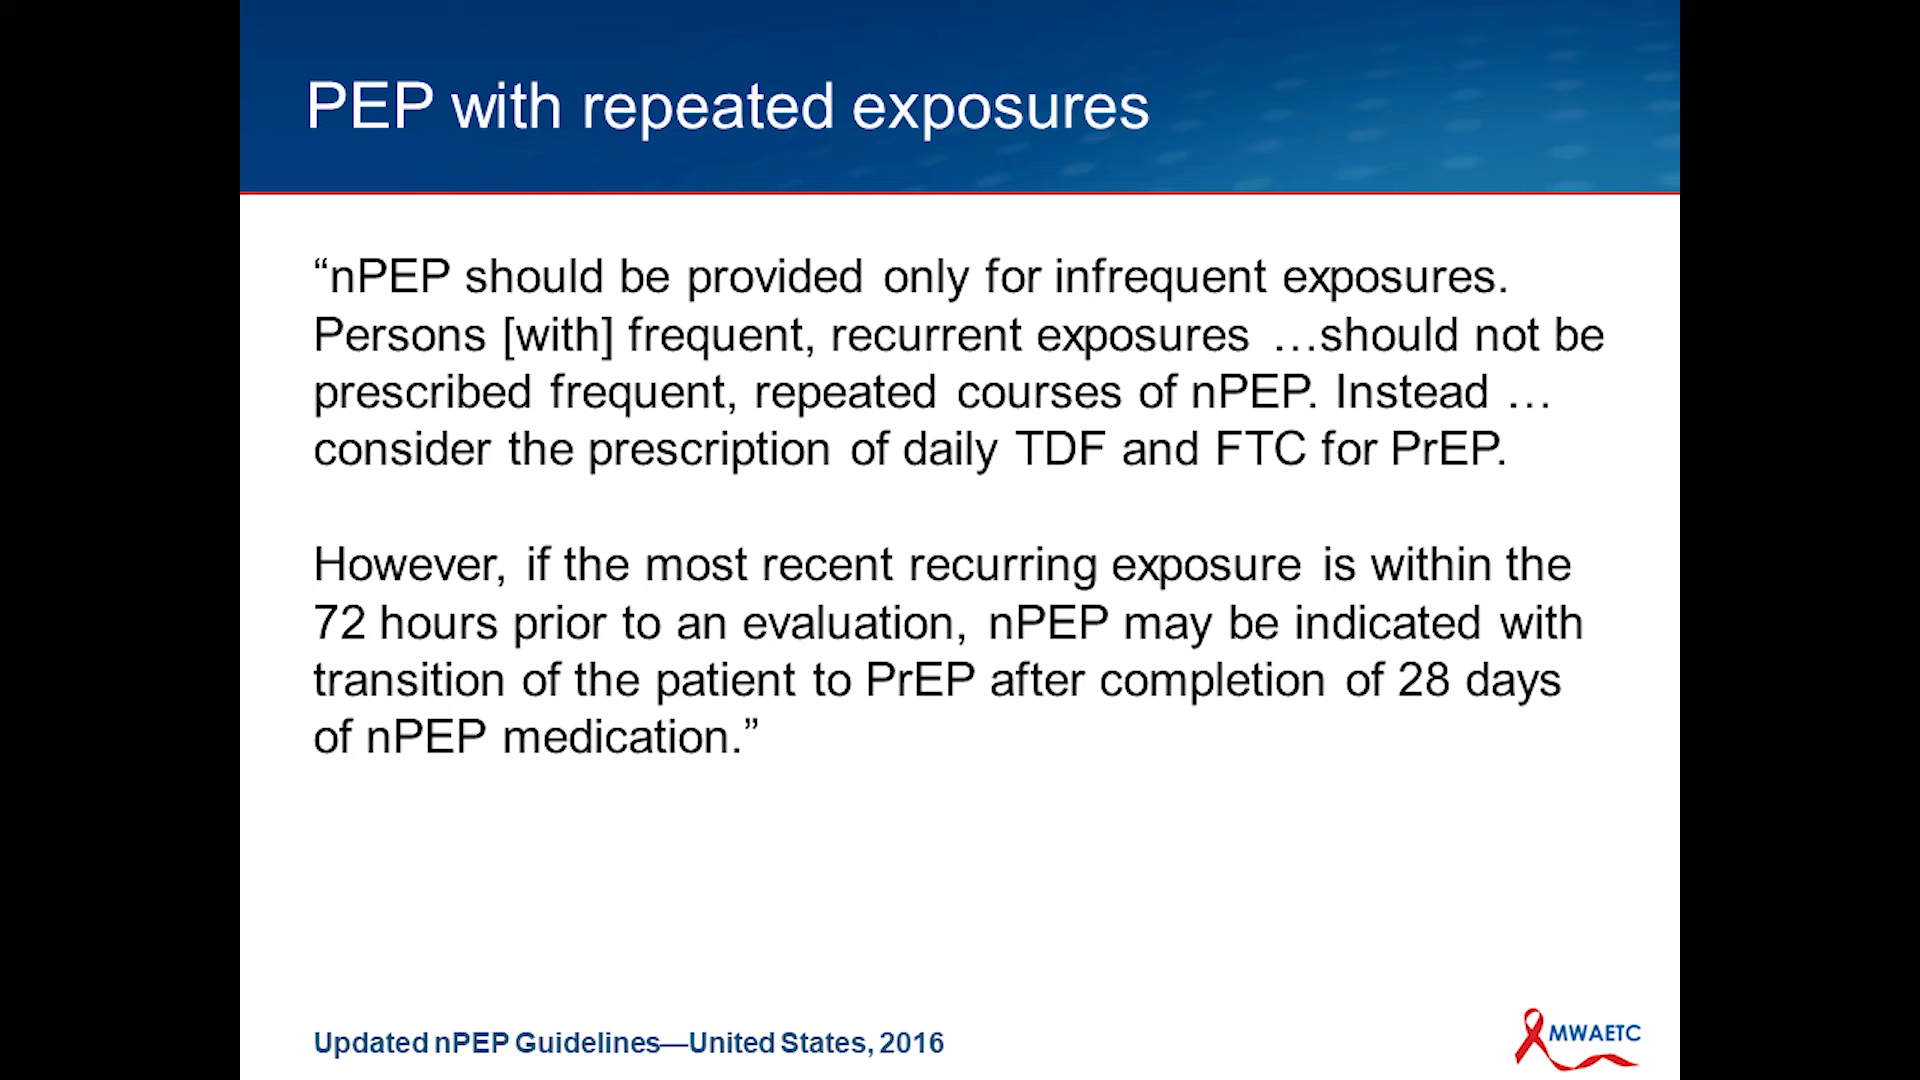 PEP with repeated exposures
“nPEP should be provided only for infrequent exposures.
Persons [with] frequent, recurrent exposures …should not be
prescribed frequent, repeated courses of nPEP. Instead …
consider the prescription of daily TDF and FTC for PrEP.
However, if the most recent recurring exposure is within the
72 hours prior to an evaluation, nPEP may be indicated with
transition of the patient to PrEP after completion of 28 days
of nPEP medication.”
Updated nPEP Guidelines—United States, 2016
MWAETC